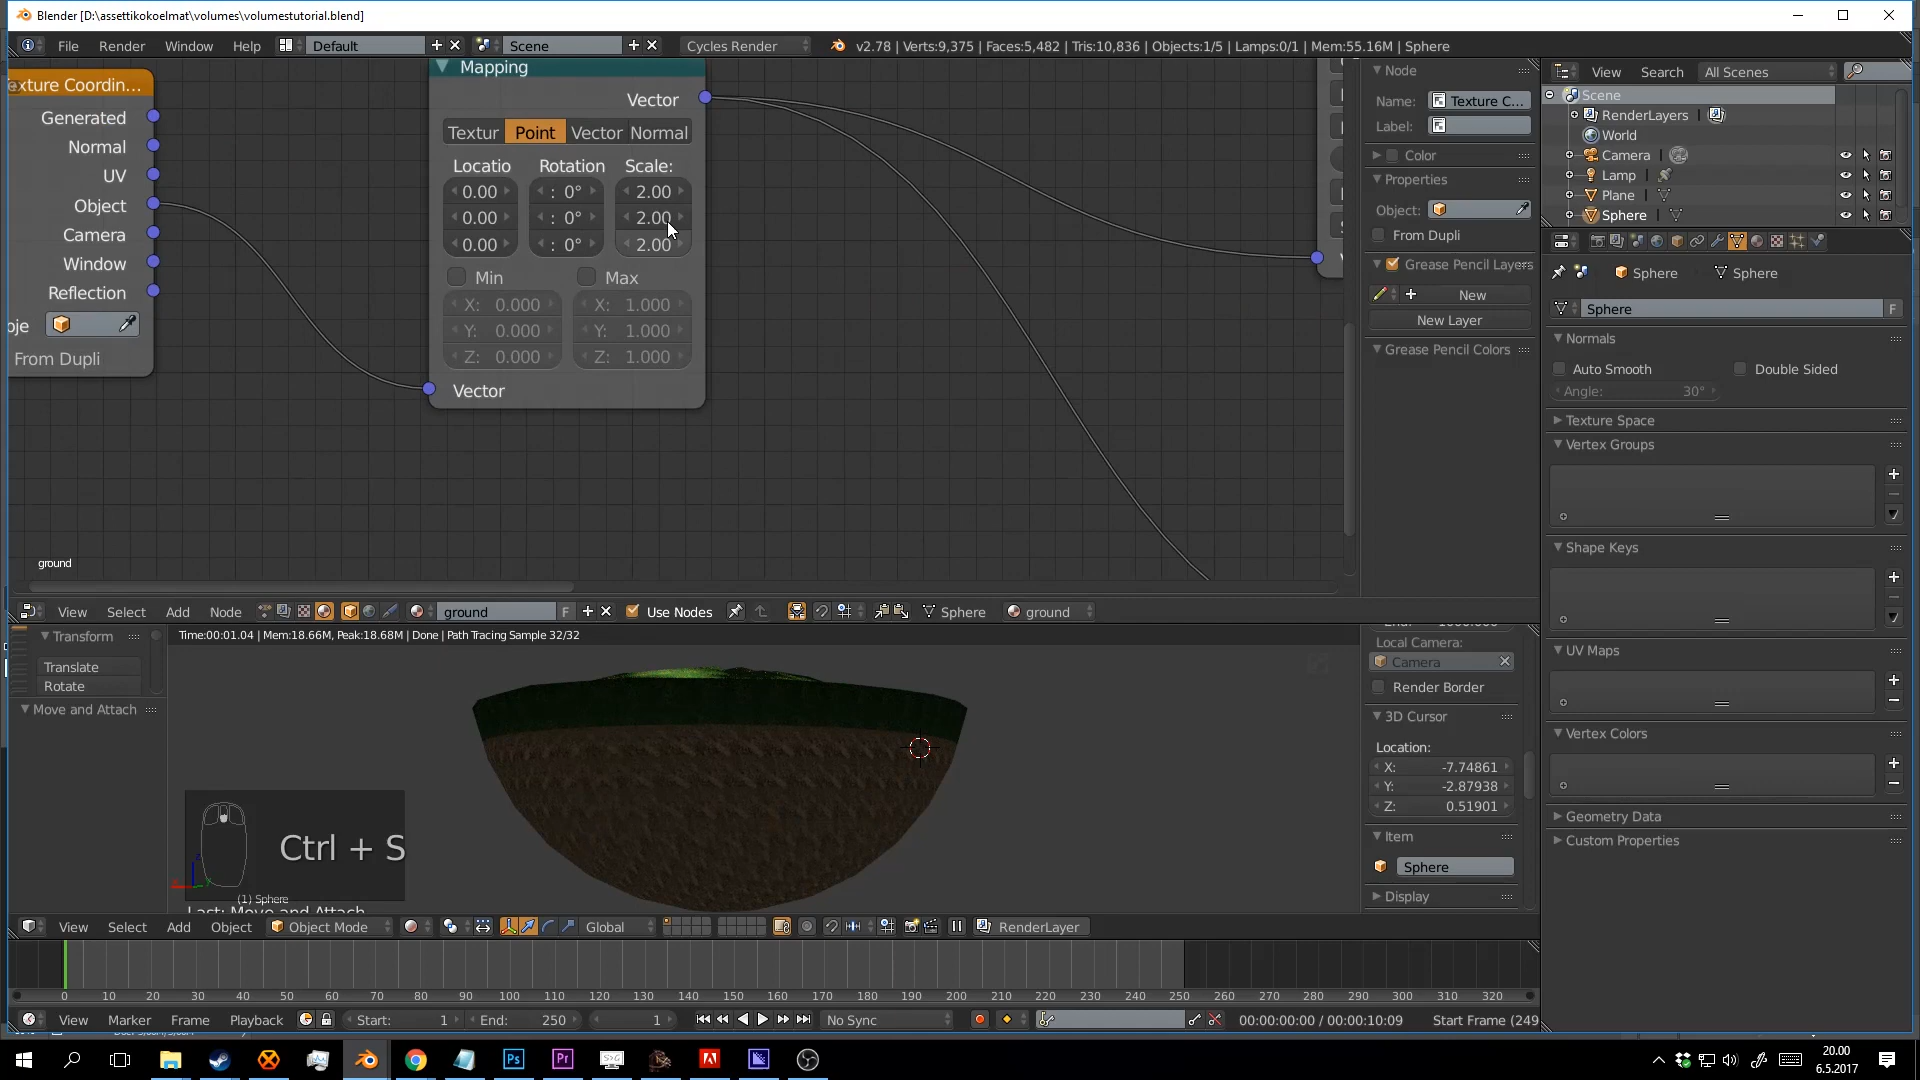 Blender [D:\assettikokoelmat\volumes\volumestutorial.blend]
File Render Window Help Default Scene Cycles Render v2.78 | Verts:9,375 | Faces:5,482 | Tris:10,836 | Objects:1/5 | Lamps:0/1 | Mem:55.16M | Sphere
exture Coordin...
Generated
Normal
UV
Object
Camera
Window
Reflection
oje
From Dupli
Mapping
Vector
Textur Point Vector Normal
Locatio Rotation Scale:
0.00 : 0° 2.00
0.00 : 0° 2.00
0.00 : 0° 2.00
Min Max
X: 0.000 X: 1.000
Y: 0.000 Y: 1.000
Z: 0.000 Z: 1.000
Vector
ground
Node
Name: Texture C...
Label:
Color
Properties
Object:
From Dupli
Grease Pencil Layers
New
New Layer
Grease Pencil Colors
View Search All Scenes
Scene
RenderLayers
World
Camera
Lamp
Plane
Sphere
Sphere Sphere
Sphere F
Normals
Auto Smooth Double Sided
Angle: 30°
Texture Space
Vertex Groups
Shape Keys
UV Maps
Vertex Colors
Geometry Data
Custom Properties
View Select Add Node ground F Use Nodes Sphere ground
Transform
Translate
Rotate
Move and Attach
Time:00:01.04 | Mem:18.66M, Peak:18.68M | Done | Path Tracing Sample 32/32
Ctrl + S
(1) Sphere
Last: Move and Attach
Local Camera:
Camera
Render Border
3D Cursor
Location:
X: -7.74861
Y: -2.87938
Z: 0.51901
Item
Sphere
Display
View Select Add Object Object Mode Global RenderLayer
0 10 20 30 40 50 60 70 80 90 100 110 120 130 140 150 160 170 180 190 200 210 220 230 240 250 260 270 280 290 300 310 320
View Marker Frame Playback Start: 1 End: 250 1 No Sync 00:00:00:00 / 00:00:10:09 Start Frame (249
Ps Pr
20.00
6.5.2017